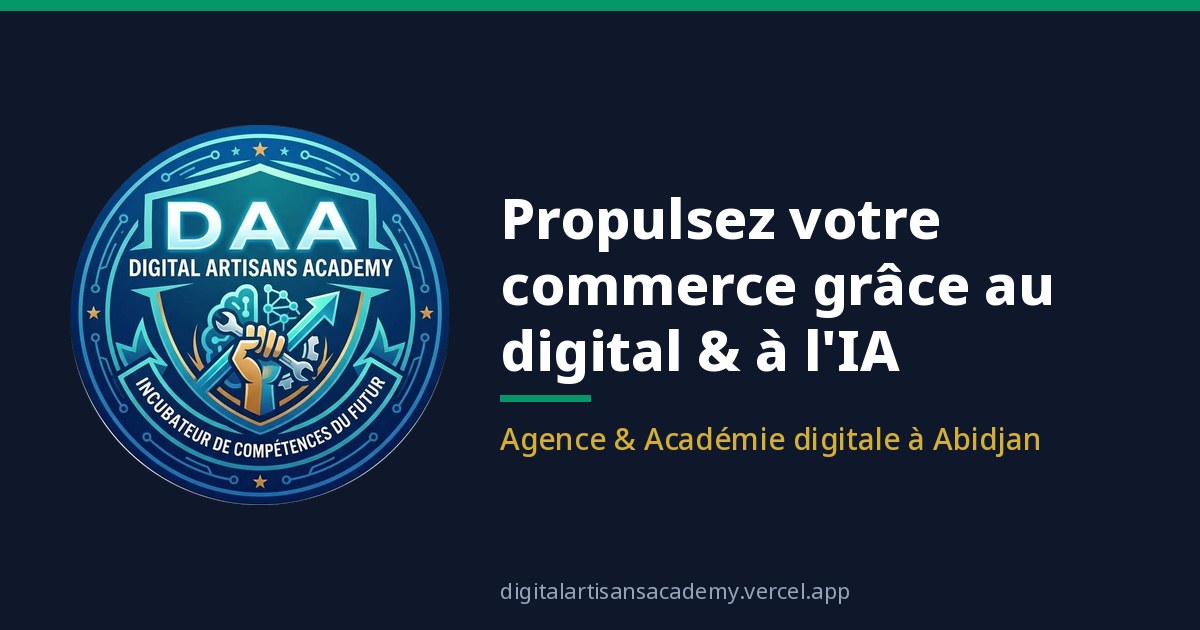 DAA
DIGITAL ARTISANS ACADEMY
INCUBATEUR DE COMPÉTENCES DU FUTUR
Propulsez votre
commerce grâce au
digital & à l'IA
Agence & Académie digitale à Abidjan
digitalartisansacademy.vercel.app